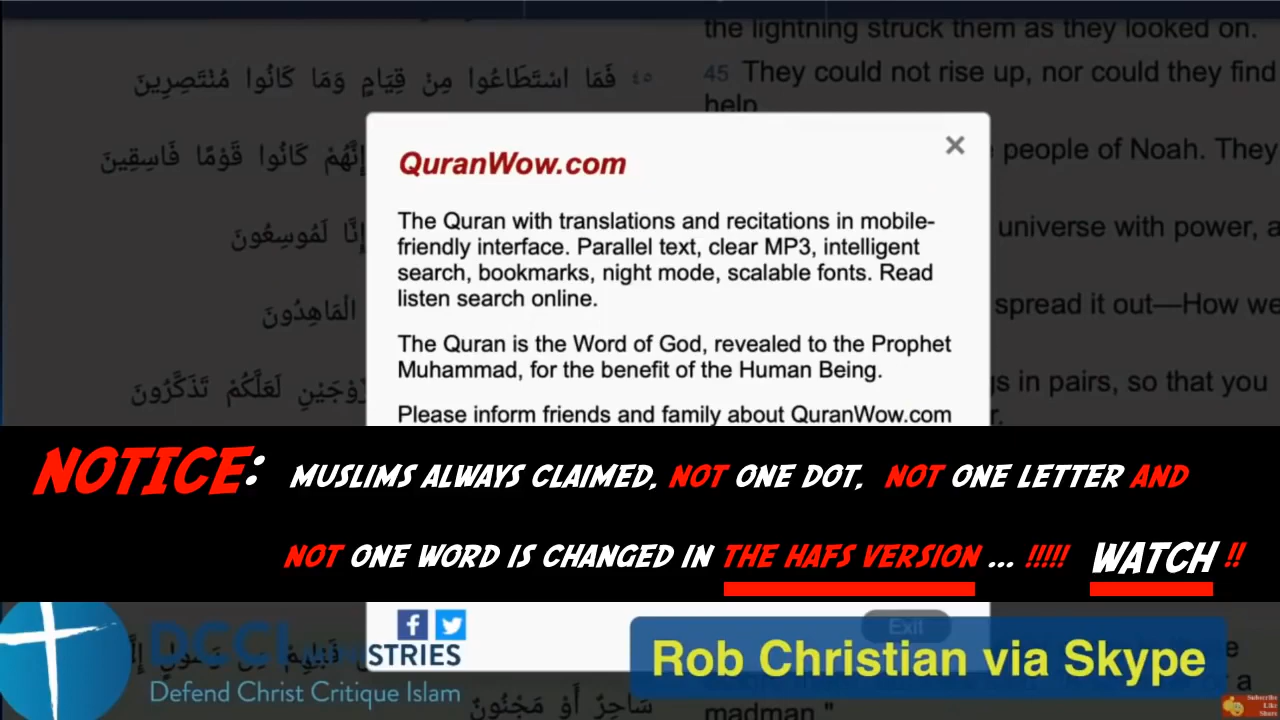 the lightning struck them as they looked on.
فَمَا اسْتَطَاعُوا مِنْ قِيَامٍ وَمَا كَانُوا مُنْتَصِرِينَ ٤٥
45 They could not rise up, nor could they find
help
إِنَّهُمْ كَانُوا قَوْمًا فَاسِقِينَ
people of Noah. They
لَمُوسِعُونَ
universe with power, a
الْمَاهِدُونَ
spread it out—How we
زَوْجَيْنِ لَعَلَّكُمْ تَذَكَّرُونَ
in pairs, so that you
QuranWow.com
The Quran with translations and recitations in mobile-
friendly interface. Parallel text, clear MP3, intelligent
search, bookmarks, night mode, scalable fonts. Read
listen search online.
The Quran is the Word of God, revealed to the Prophet
Muhammad, for the benefit of the Human Being.
Please inform friends and family about QuranWow.com
NOTICE: MUSLIMS ALWAYS CLAIMED, NOT ONE DOT, NOT ONE LETTER AND
NOT ONE WORD IS CHANGED IN THE HAFS VERSION ... !!!!! WATCH !!
Exit
DCCI
STRIES
Defend Christ Critique Islam
Rob Christian via Skype
سَاحِرٌ أَوْ مَجْنُونٌ
madman."
Subscribe
Like
Share